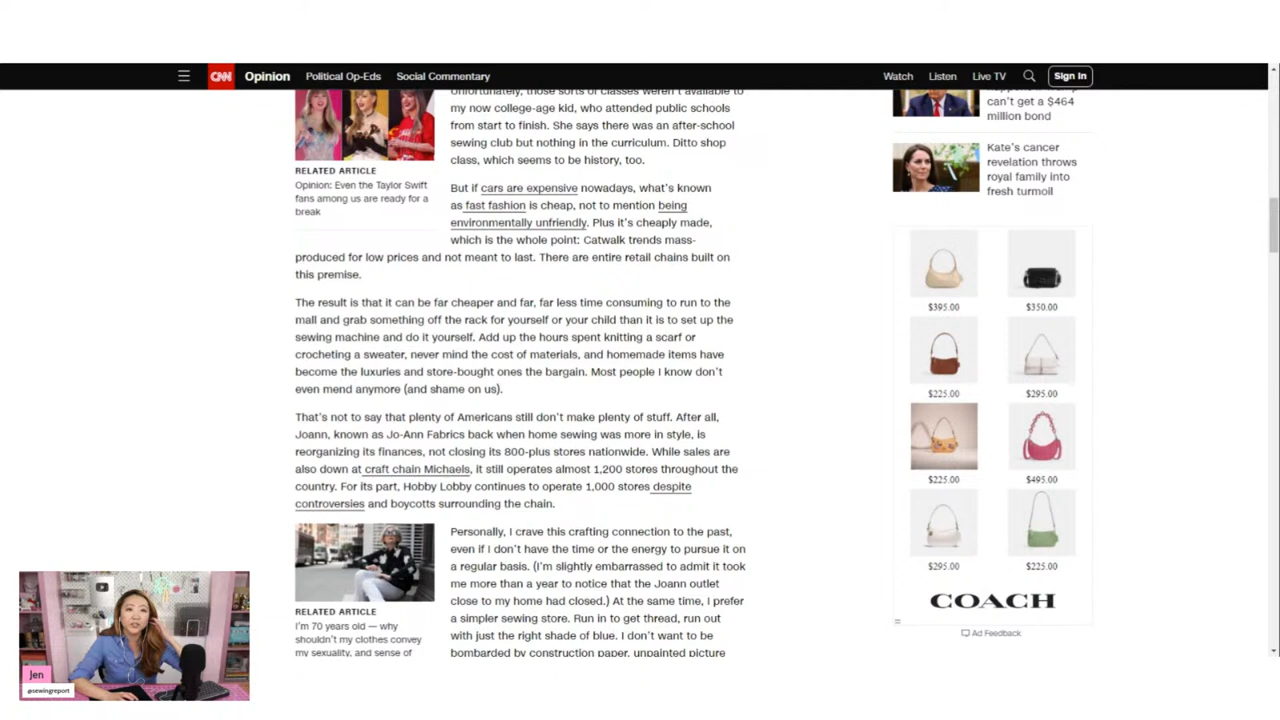 CNN Opinion Political Op-Eds Social Commentary Watch Listen Live TV Sign In
Unfortunately, those sorts of classes weren't available to
my now college-age kid, who attended public schools
from start to finish. She says there was an after-school
sewing club but nothing in the curriculum. Ditto shop
class, which seems to be history, too.
RELATED ARTICLE
Opinion: Even the Taylor Swift
fans among us are ready for a
break
But if cars are expensive nowadays, what's known
as fast fashion is cheap, not to mention being
environmentally unfriendly. Plus it's cheaply made,
which is the whole point: Catwalk trends mass-
produced for low prices and not meant to last. There are entire retail chains built on
this premise.
The result is that it can be far cheaper and far, far less time consuming to run to the
mall and grab something off the rack for yourself or your child than it is to set up the
sewing machine and do it yourself. Add up the hours spent knitting a scarf or
crocheting a sweater, never mind the cost of materials, and homemade items have
become the luxuries and store-bought ones the bargain. Most people I know don't
even mend anymore (and shame on us).
That's not to say that plenty of Americans still don't make plenty of stuff. After all,
Joann, known as Jo-Ann Fabrics back when home sewing was more in style, is
reorganizing its finances, not closing its 800-plus stores nationwide. While sales are
also down at craft chain Michaels, it still operates almost 1,200 stores throughout the
country. For its part, Hobby Lobby continues to operate 1,000 stores despite
controversies and boycotts surrounding the chain.
RELATED ARTICLE
I'm 70 years old — why
shouldn't my clothes convey
my sexuality, and sense of
Personally, I crave this crafting connection to the past,
even if I don't have the time or the energy to pursue it on
a regular basis. (I'm slightly embarrassed to admit it took
me more than a year to notice that the Joann outlet
close to my home had closed.) At the same time, I prefer
a simpler sewing store. Run in to get thread, run out
with just the right shade of blue. I don't want to be
bombarded by construction paper, unpainted picture
can't get a $464
million bond
Kate's cancer
revelation throws
royal family into
fresh turmoil
$395.00 $350.00
$225.00 $295.00
$225.00 $495.00
$295.00 $225.00
COACH
Ad Feedback
Jen
@sewingreport